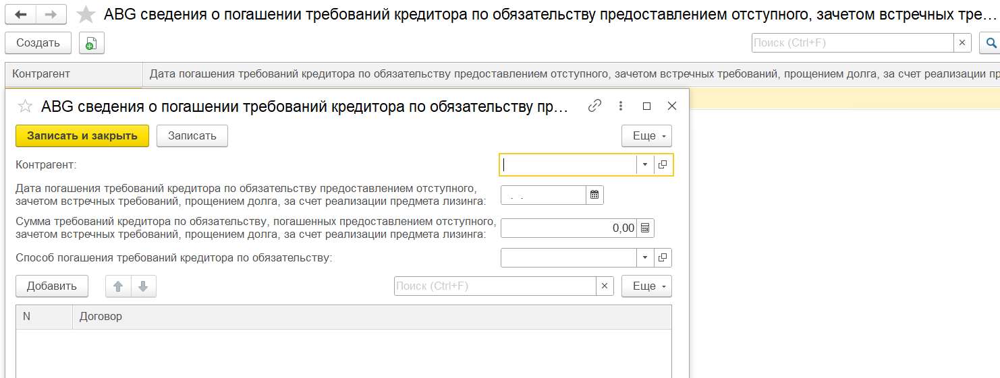 ABG сведения о погашении требований кредитора по обязательству предоставлением отступного, зачетом встречных тре...
Создать
Поиск (Ctrl+F)
Контрагент
Дата погашения требований кредитора по обязательству предоставлением отступного, зачетом встречных требований, прощением долга, за счет реализации пр
ABG сведения о погашении требований кредитора по обязательству пр...
Записать и закрыть
Записать
Еще
Контрагент:
Дата погашения требований кредитора по обязательству предоставлением отступного,
зачетом встречных требований, прощением долга, за счет реализации предмета лизинга:
. .
Сумма требований кредитора по обязательству, погашенных предоставлением отступного,
зачетом встречных требований, прощением долга, за счет реализации предмета лизинга:
0,00
Способ погашения требований кредитора по обязательству:
Добавить
Поиск (Ctrl+F)
Еще
N
Договор